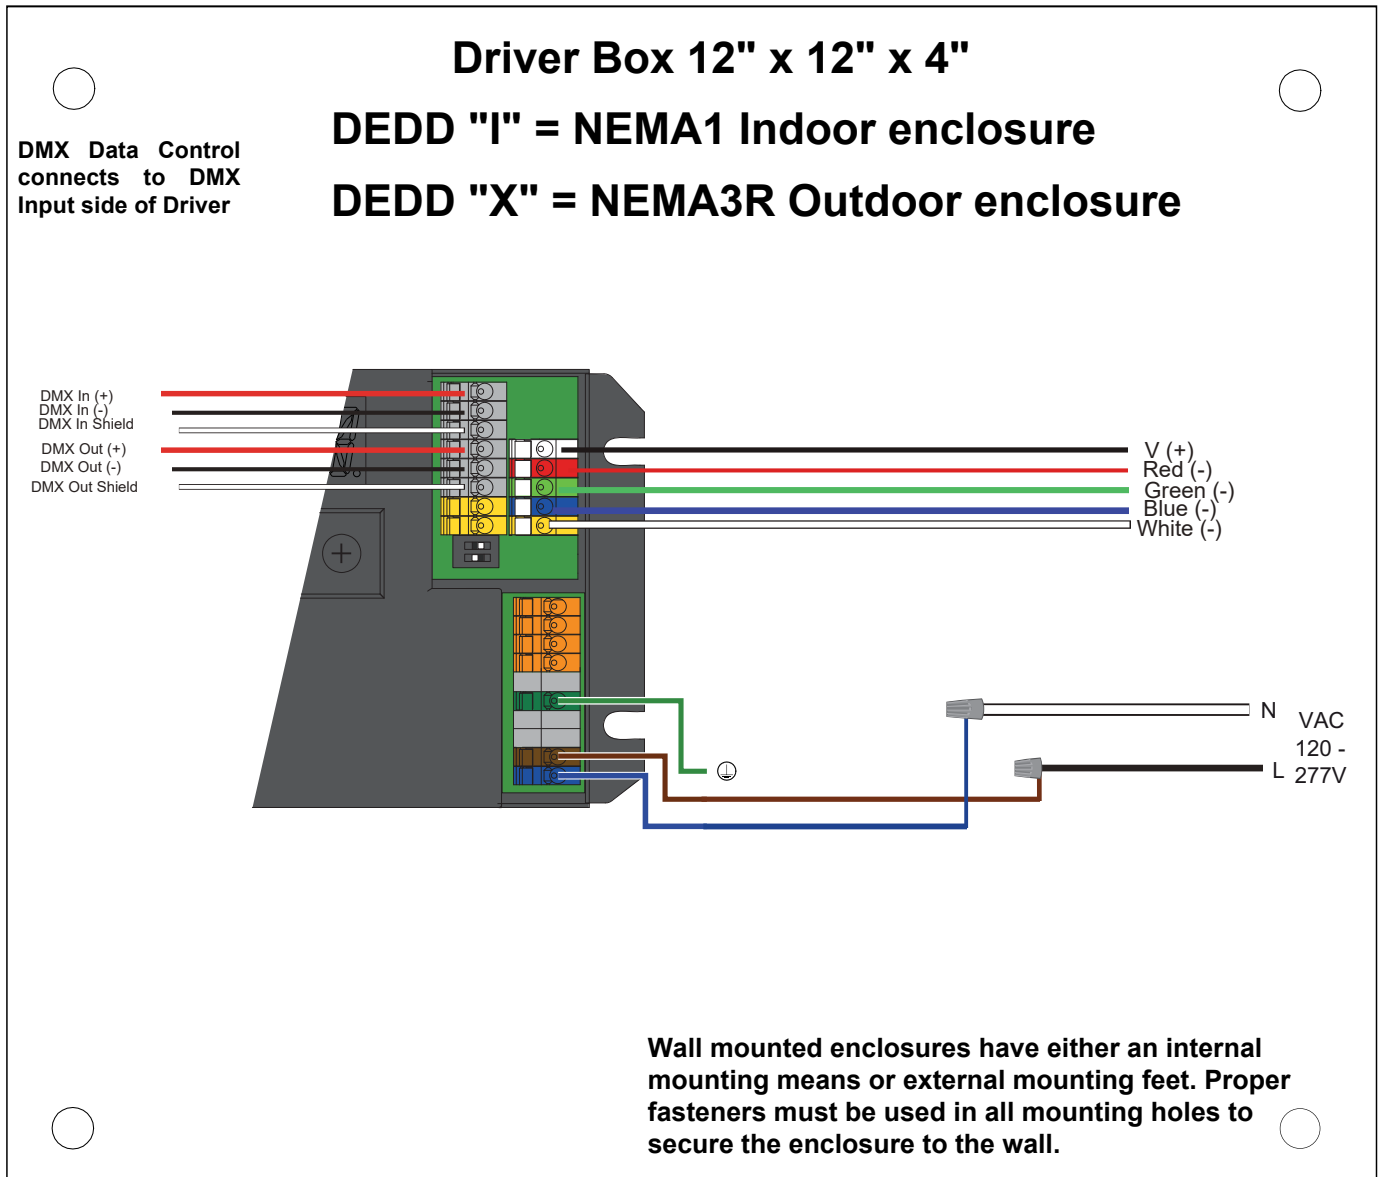 Driver Box 12" x 12" x 4"
DEDD "I" = NEMA1 Indoor enclosure
DEDD "X" = NEMA3R Outdoor enclosure
DMX Data Control
connects to DMX
Input side of Driver
DMX In (+)
DMX In (-)
DMX In Shield
DMX Out (+)
DMX Out (-)
DMX Out Shield
V (+)
Red (-)
Green (-)
Blue (-)
White (-)
N
L
VAC
120 -
277V
Wall mounted enclosures have either an internal
mounting means or external mounting feet. Proper
fasteners must be used in all mounting holes to
secure the enclosure to the wall.